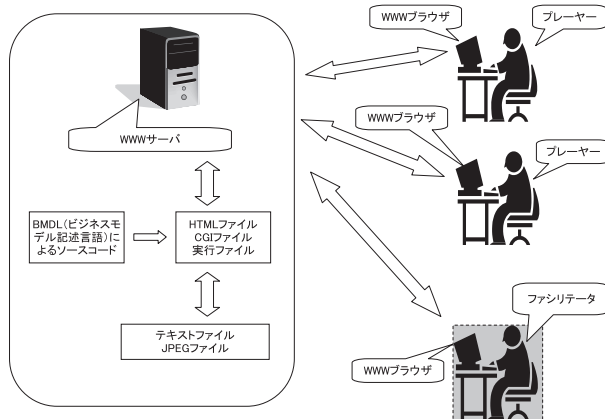 WWWブラウザ
プレーヤー
WWWサーバ
WWWブラウザ
プレーヤー
BMDL(ビジネスモ
デル記述言語)に
よるソースコード
HTMLファイル
CGIファイル
実行ファイル
テキストファイル
JPEGファイル
ファシリテータ
WWWブラウザ